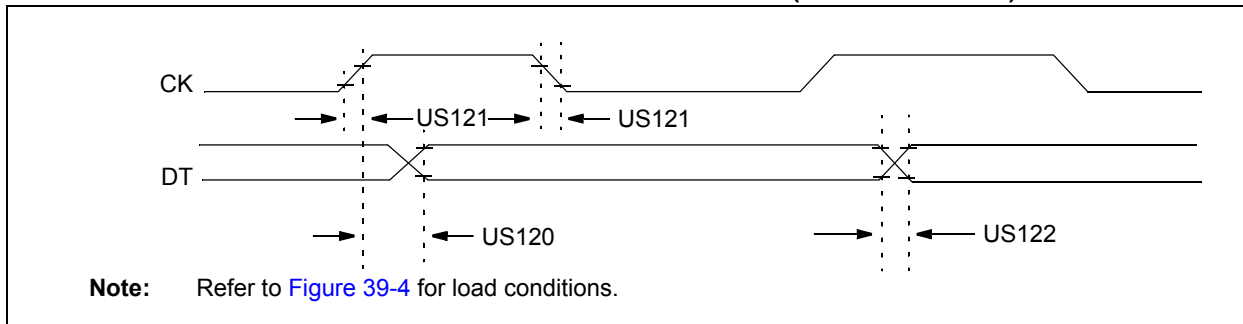 CK
US121
US121
DT
US120
US122
Note: Refer to Figure 39-4 for load conditions.